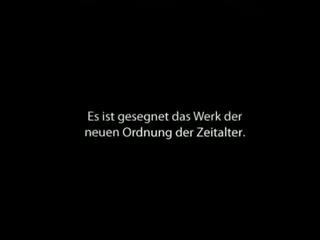 Es ist gesegnet das Werk der
neuen Ordnung der Zeitalter.